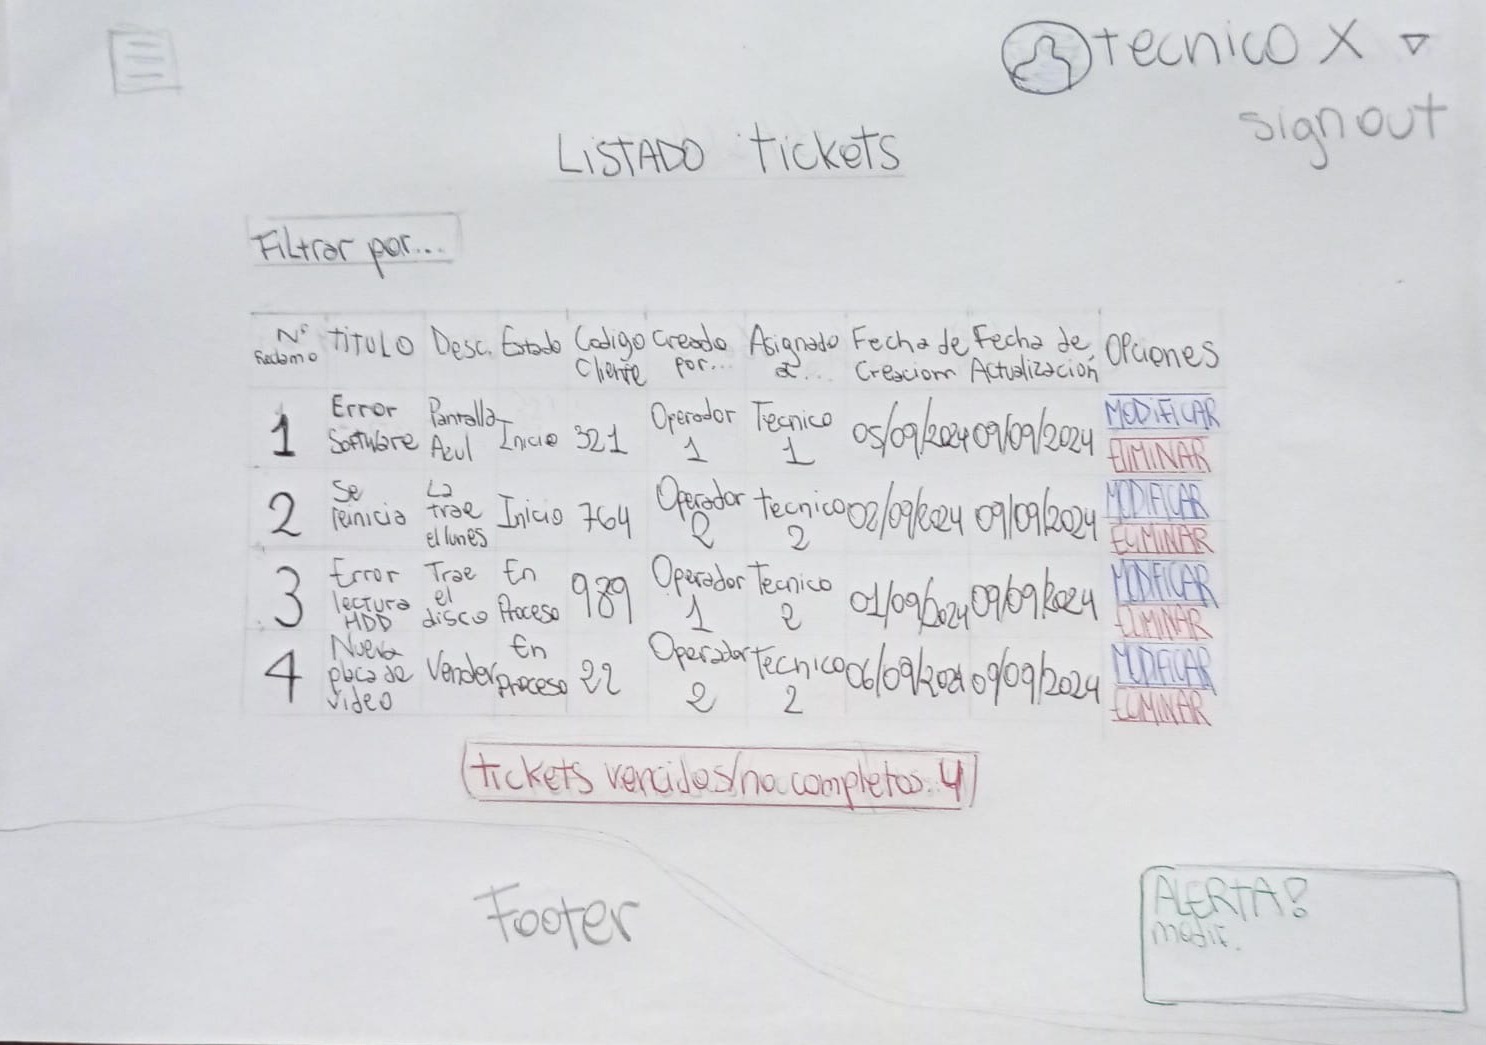 tecnico X
sign out
LiSTADO tickets
FiLtrar por...
N° Reclamo TiTULO Desc. Estado Codigo Cliente Creado por... Asignado a... Fecha de Creaciom Fecha de Actualización Opciones
1 Error Software Pantalla Azul Inicio 321 Operador 1 Tecnico 1 05/09/2024 09/09/2024 MODiFiCAR ELIMINAR
2 Se reinicia La trae el lunes Inicio 764 Operador 2 tecnico 2 02/09/2024 09/09/2024 MODIFICAR ELIMINAR
3 Error lectura HDD Trae el disco En Proceso 989 Operador 1 Tecnico 2 01/09/2024 09/09/2024 MODIFICAR ELIMINAR
4 Nueva placa de video Vender En proceso 22 Operador 2 tecnico 2 06/09/2024 09/09/2024 MODIFICAR ELIMINAR
tickets vencidos/no completos: 4
Footer
ALERTA!
modif.